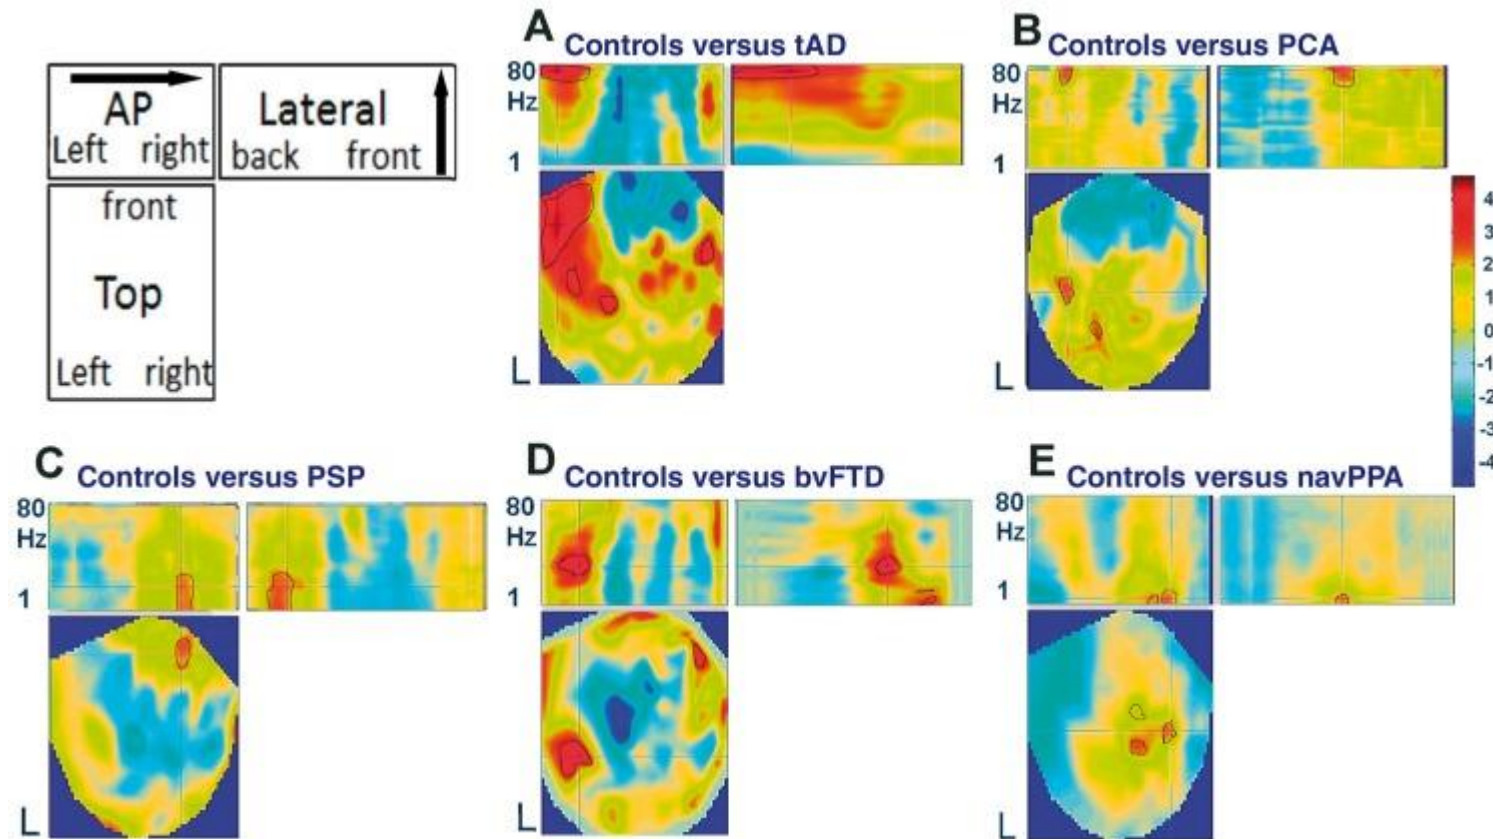 AP
Left right
Lateral
back front
front
Top
Left right
A Controls versus tAD
80
Hz
1
L
B Controls versus PCA
80
Hz
1
L
4
3
2
1
0
-1
-2
-3
-4
C Controls versus PSP
80
Hz
1
L
D Controls versus bvFTD
80
Hz
1
L
E Controls versus navPPA
80
Hz
1
L